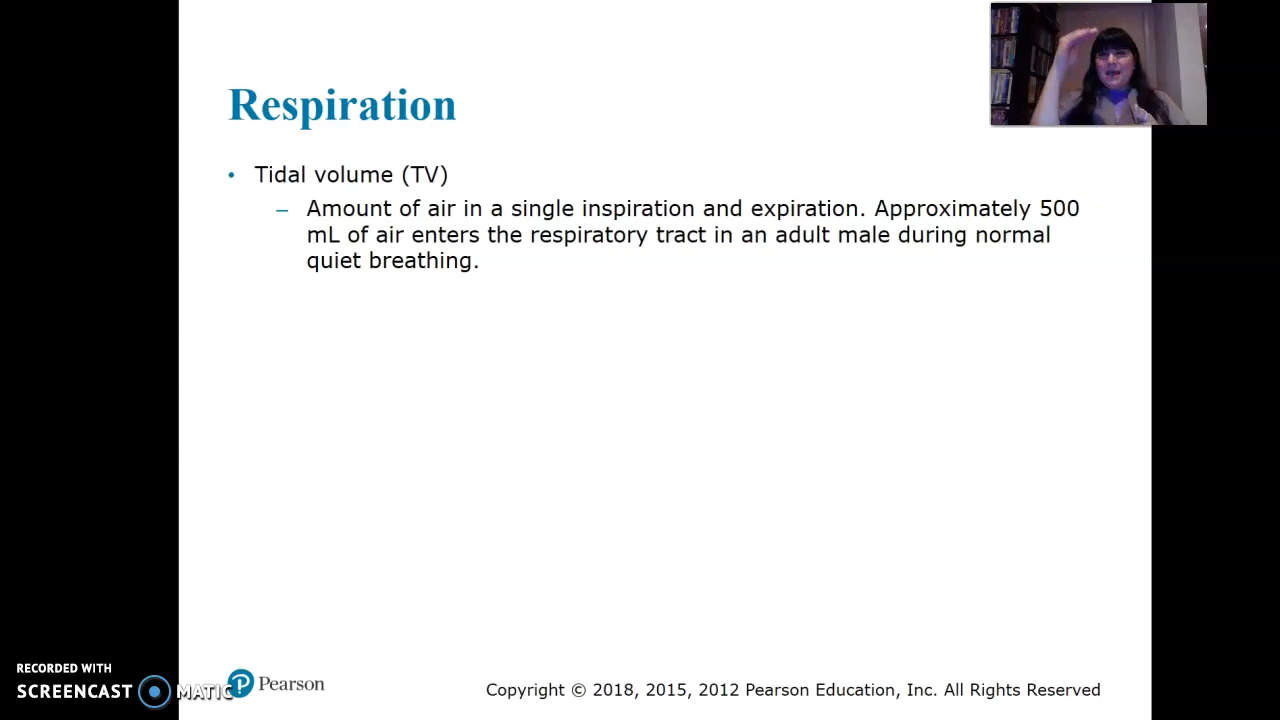 Respiration
• Tidal volume (TV)
– Amount of air in a single inspiration and expiration. Approximately 500
mL of air enters the respiratory tract in an adult male during normal
quiet breathing.
RECORDED WITH
SCREENCAST MATIC
Pearson
Copyright © 2018, 2015, 2012 Pearson Education, Inc. All Rights Reserved